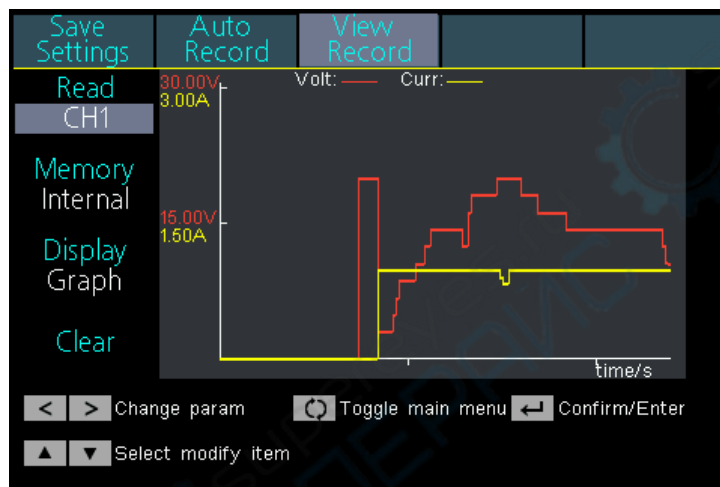 Save
Settings
Auto
Record
View
Record
Read
CH1
Memory
Internal
Display
Graph
Clear
30.00V
3.00A
Volt:
Curr:
15.00V
1.50A
time/s
< > Change param
Toggle main menu
Confirm/Enter
▲ ▼ Select modify item